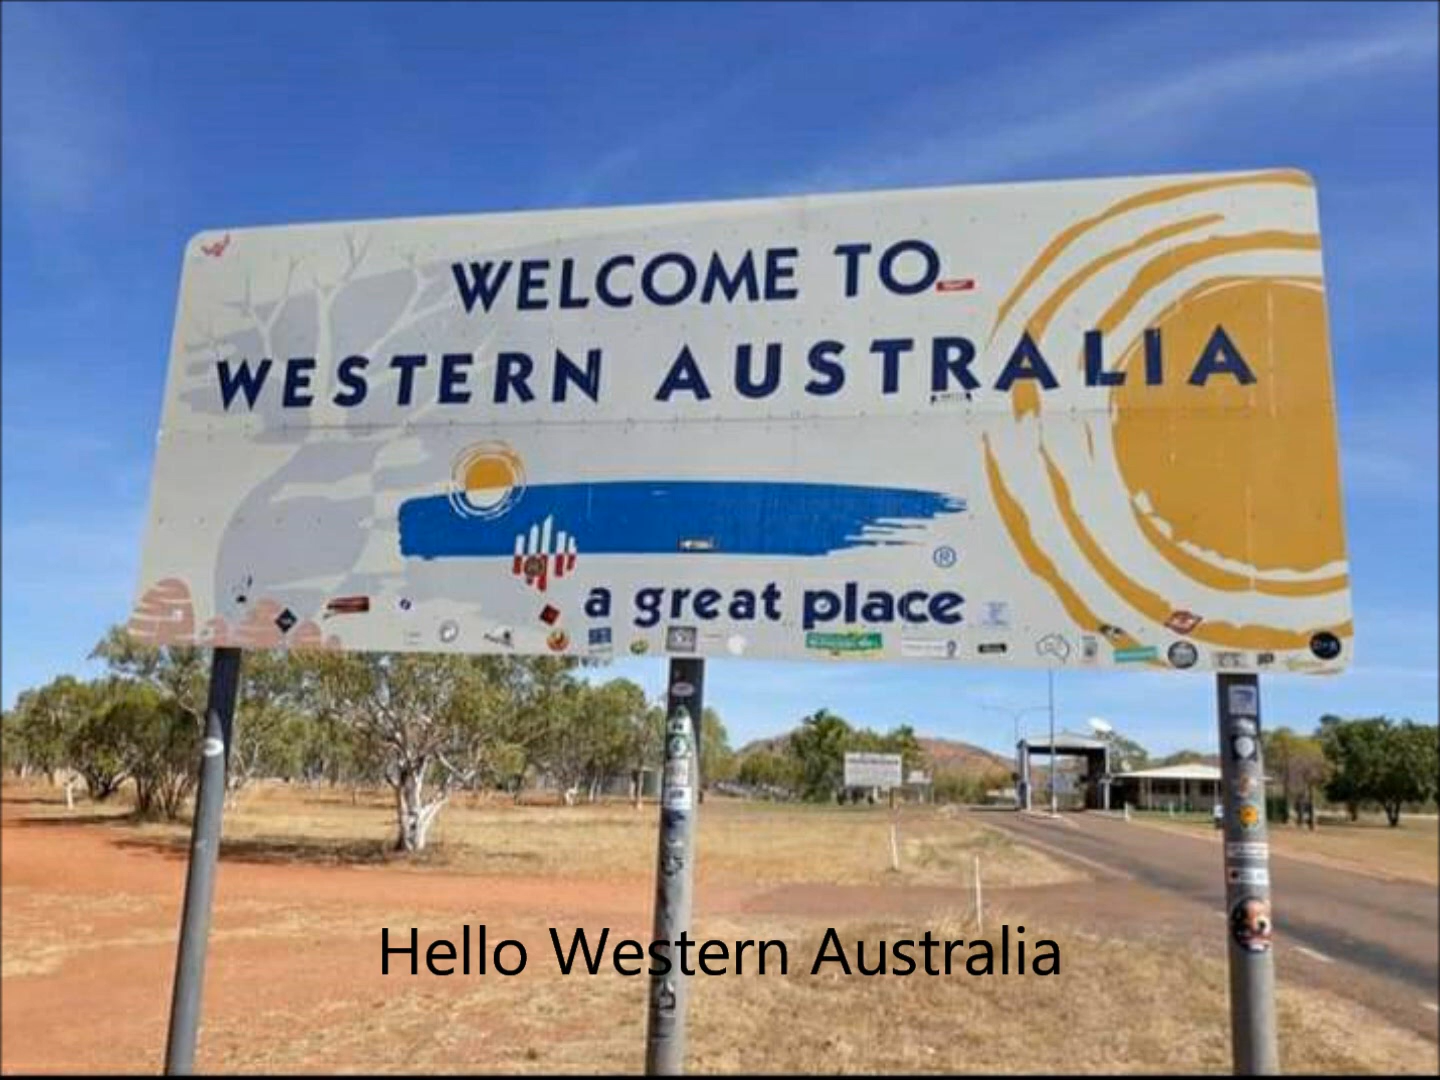 WELCOME TO
WESTERN AUSTRALIA
®
a great place
Hello Western Australia